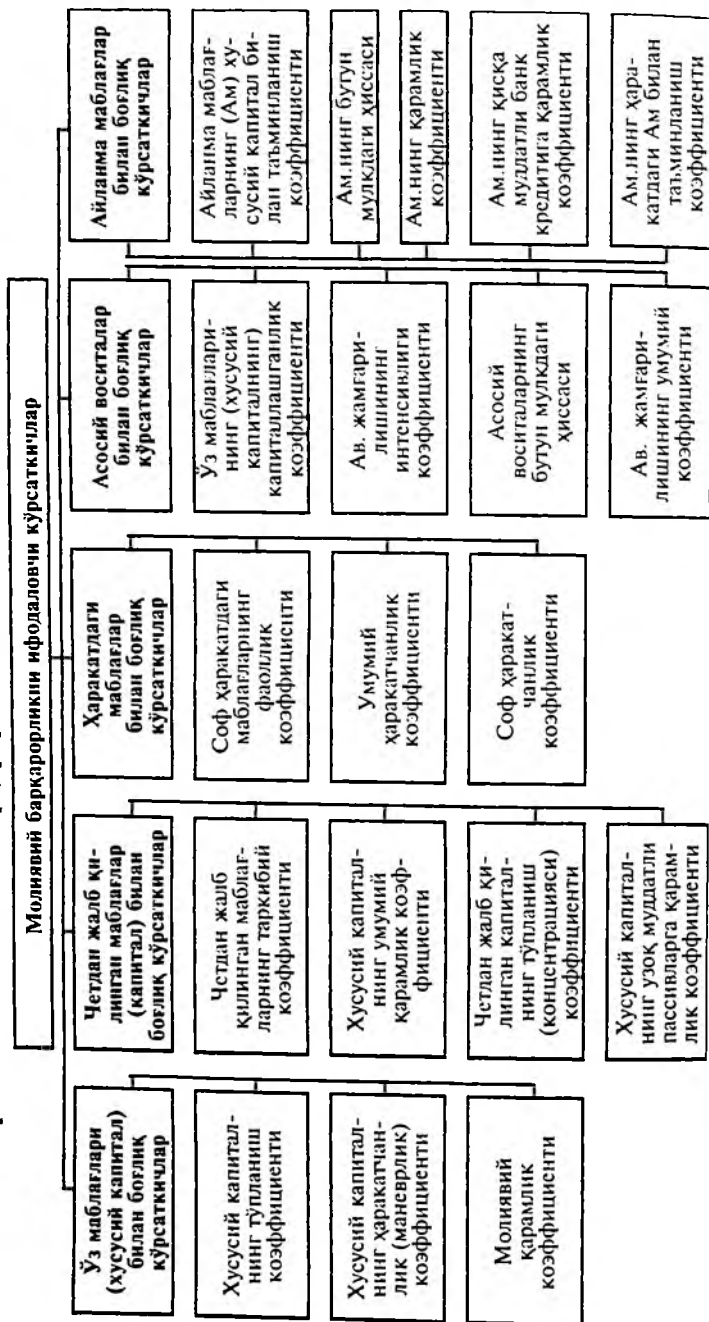 Молиявий барқарорликни ифодаловчи кўрсаткичлар
Ўз маблағлари
(хусусий капитал)
билан боғлиқ
кўрсаткичлар
Хусусий капитал-
нинг тўпланиш
коэффициенти
Хусусий капитал-
нинг ҳаракатчан-
лик (маневрлик)
коэффициенти
Молиявий
қарамлик
коэффициенти
Четдан жалб қи-
линган маблағлар
(капитал) билан
боғлиқ кўрсаткичлар
Четдан жалб
қилинган маблағ-
ларнинг таркибий
коэффициенти
Хусусий капитал-
нинг умумий
қарамлик коэф-
фициенти
Четдан жалб қи-
линган капитал-
нинг тўпланиш
(концентрацияси)
коэффициенти
Хусусий капитал-
нинг узоқ муддатли
пассивларга қарам-
лик коэффициенти
Ҳаракатдаги
маблағлар
билан боғлиқ
кўрсаткичлар
Соф ҳаракатдаги
маблағларнинг
фаоллик
коэффициенти
Умумий
ҳаракатчанлик
коэффициенти
Соф ҳаракат-
чанлик
коэффициенти
Асосий воситалар
билан боғлиқ
кўрсаткичлар
Ўз маблағлари-
нинг (хусусий
капиталнинг)
капиталлашганлик
коэффициенти
Ав. жамғари-
лишининг
интенсивлиги
коэффициенти
Асосий
воситаларнинг
бутун мулкдаги
ҳиссаси
Ав. жамғари-
лишининг умумий
коэффициенти
Айланма маблағлар
билан боғлиқ
кўрсаткичлар
Айланма маблағ-
ларнинг (Ам) ху-
сусий капитал би-
лан таъминланиш
коэффициенти
Ам.нинг бутун
мулкдаги ҳиссаси
Ам.нинг қарамлик
коэффициенти
Ам.нинг қисқа
муллатли банк
кредитига қарамлик
коэффициенти
Ам.нинг ҳара-
катдаги Ам билан
таъминланиш
коэффициенти